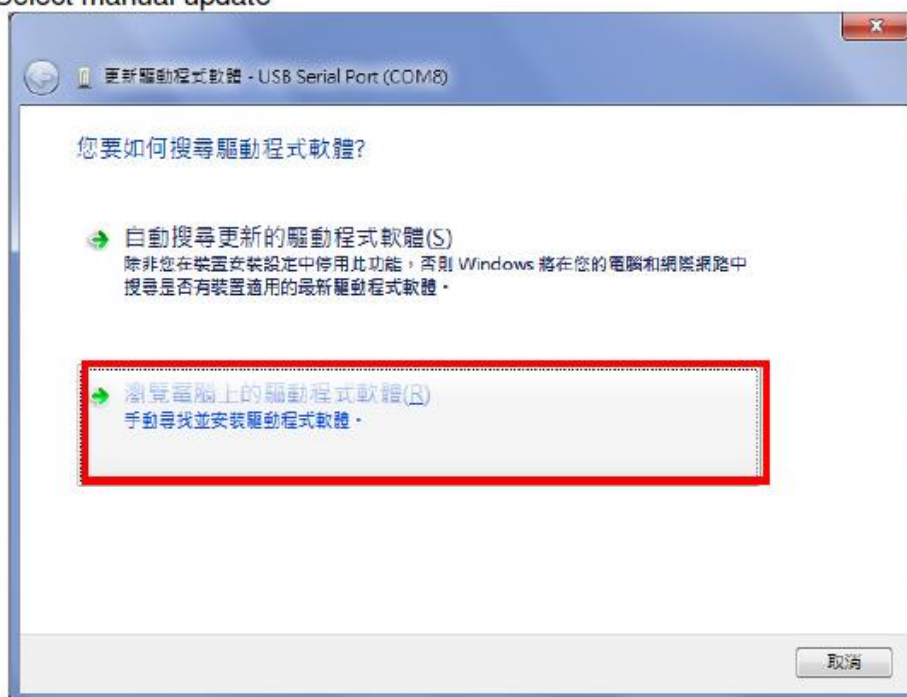 Select manual update
更新驅動程式軟體 - USB Serial Port (COM8)
您要如何搜尋驅動程式軟體?
自動搜尋更新的驅動程式軟體(S)
除非您在裝置安裝設定中停用此功能，否則 Windows 將在您的電腦和網際網路中
搜尋是否有裝置適用的最新驅動程式軟體。
瀏覽電腦上的驅動程式軟體(R)
手動尋找並安裝驅動程式軟體。
取消